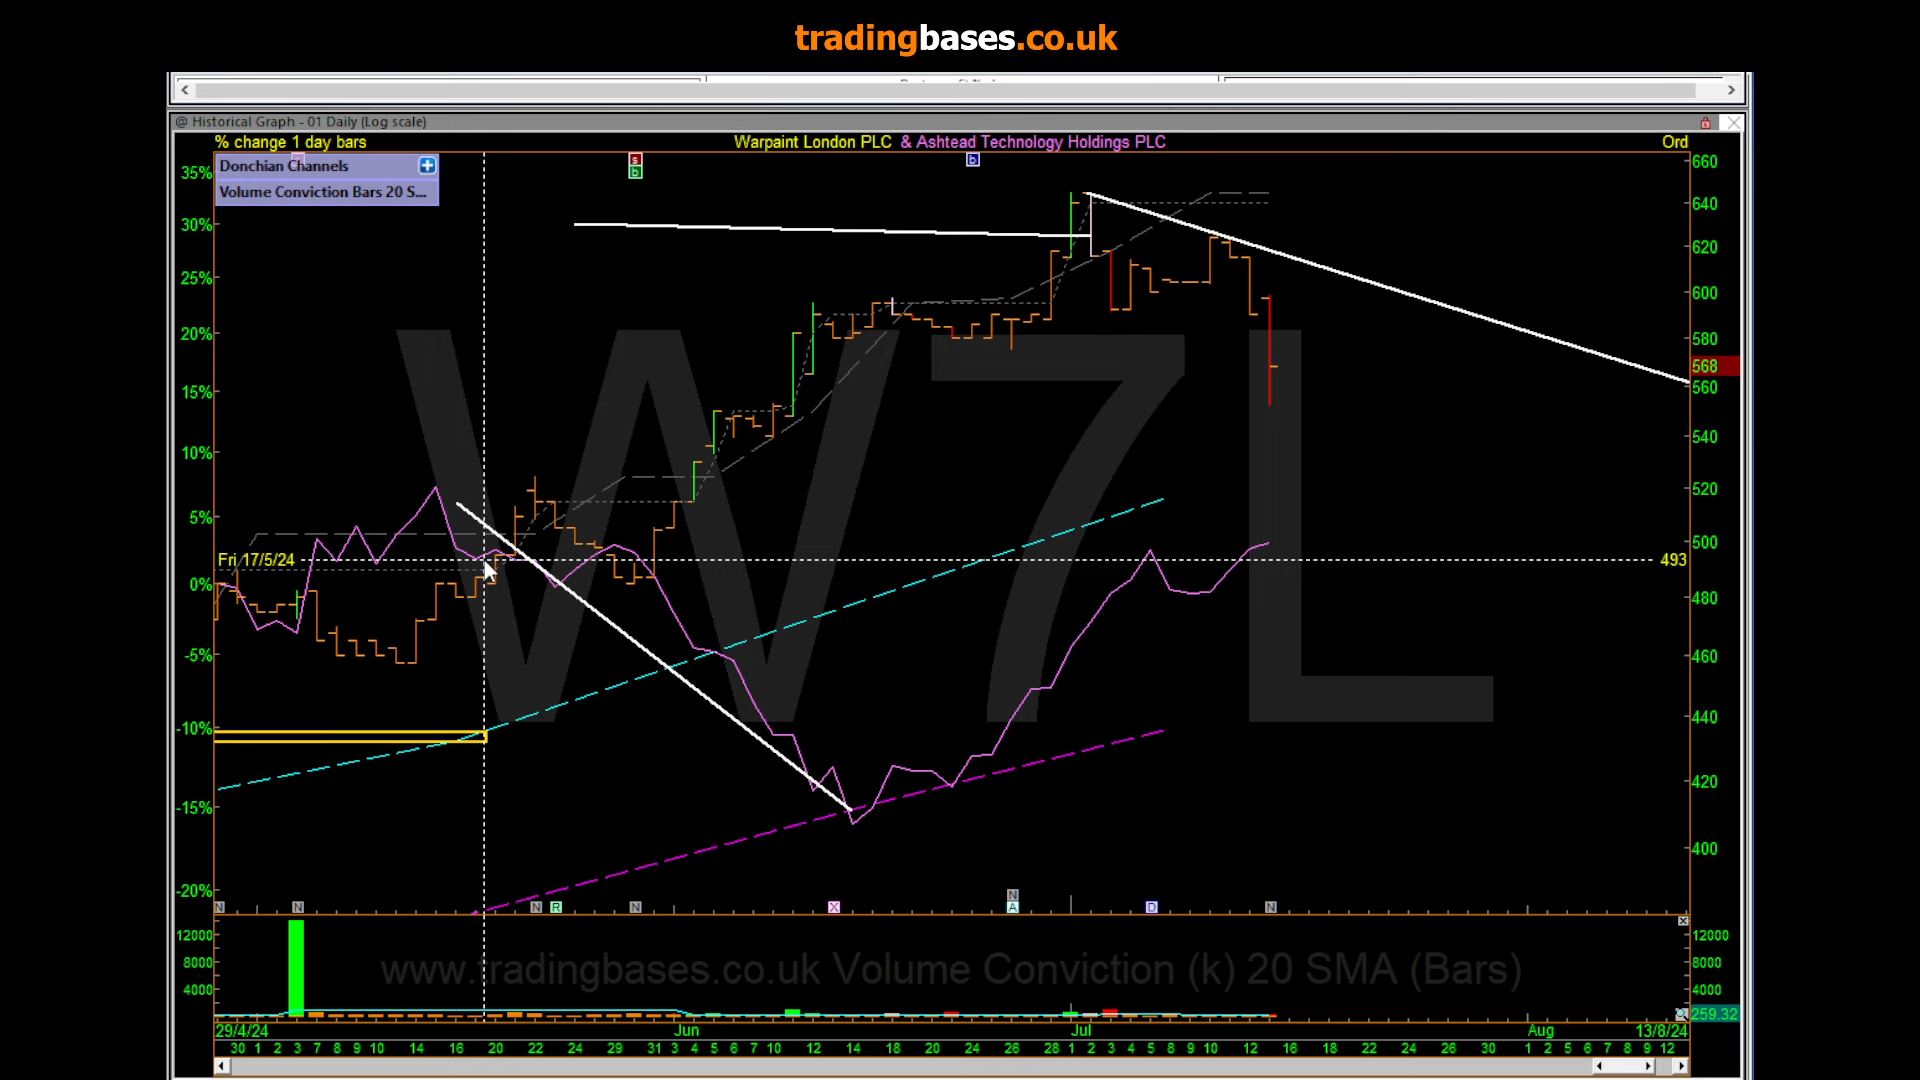 tradingbases.co.uk
@ Historical Graph - 01 Daily (Log scale)
% change 1 day bars
Warpaint London PLC & Ashtead Technology Holdings PLC
Ord
Donchian Channels
Volume Conviction Bars 20 S...
s
b
b
35%
30%
25%
20%
15%
10%
5%
0%
-5%
-10%
-15%
-20%
660
640
620
600
580
568
560
540
520
500
493
480
460
440
420
400
W7L
Fri 17/5/24
N N N R N X N A D N
12000
8000
4000
www.tradingbases.co.uk Volume Conviction (k) 20 SMA (Bars)
12000
8000
4000
259.32
29/4/24 Jun Jul Aug 13/8/24
30 1 2 3 7 8 9 10 14 16 20 22 24 29 31 3 4 5 6 7 10 12 14 18 20 24 26 28 1 2 3 4 5 8 9 10 12 16 18 22 24 26 30 1 2 5 6 7 8 9 12